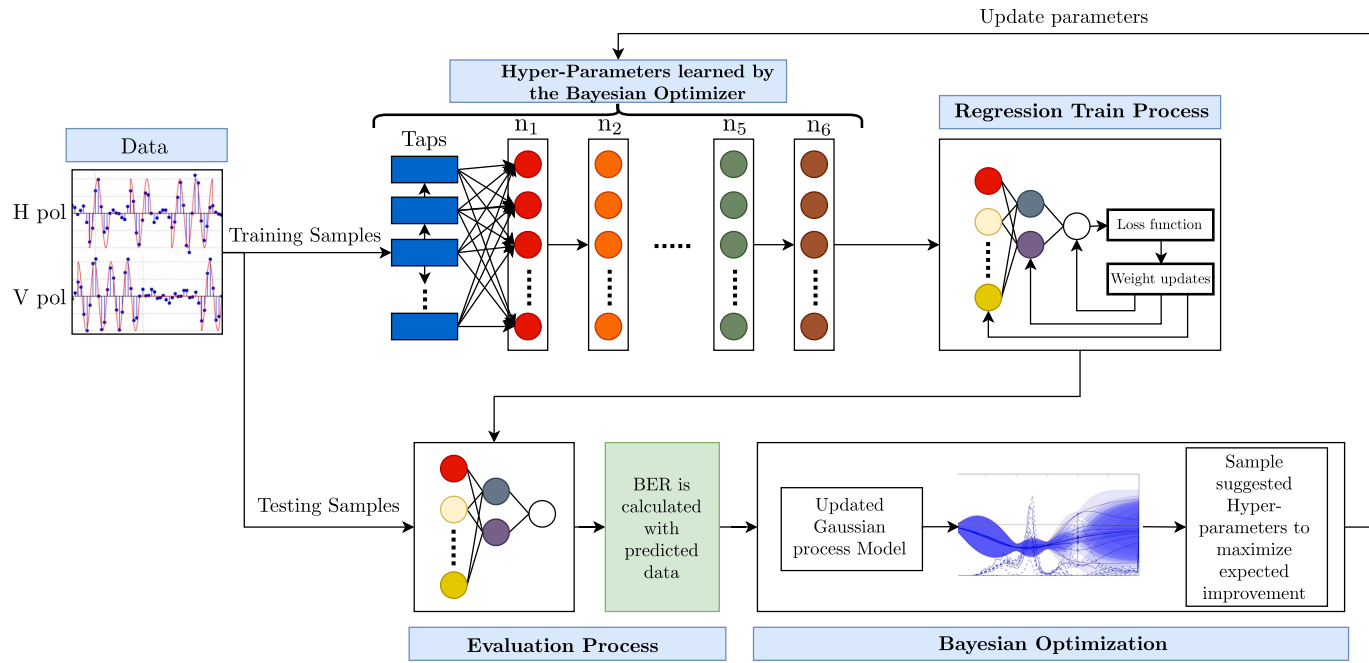 Update parameters
Hyper-Parameters learned by
the Bayesian Optimizer
Regression Train Process
Data
Taps
n1
n2
n5
n6
H pol
V pol
Training Samples
.....
Loss function
Weight updates
Testing Samples
BER is
calculated
with
predicted
data
Updated
Gaussian
process Model
Sample
suggested
Hyper-
parameters to
maximize
expected
improvement
Evaluation Process
Bayesian Optimization